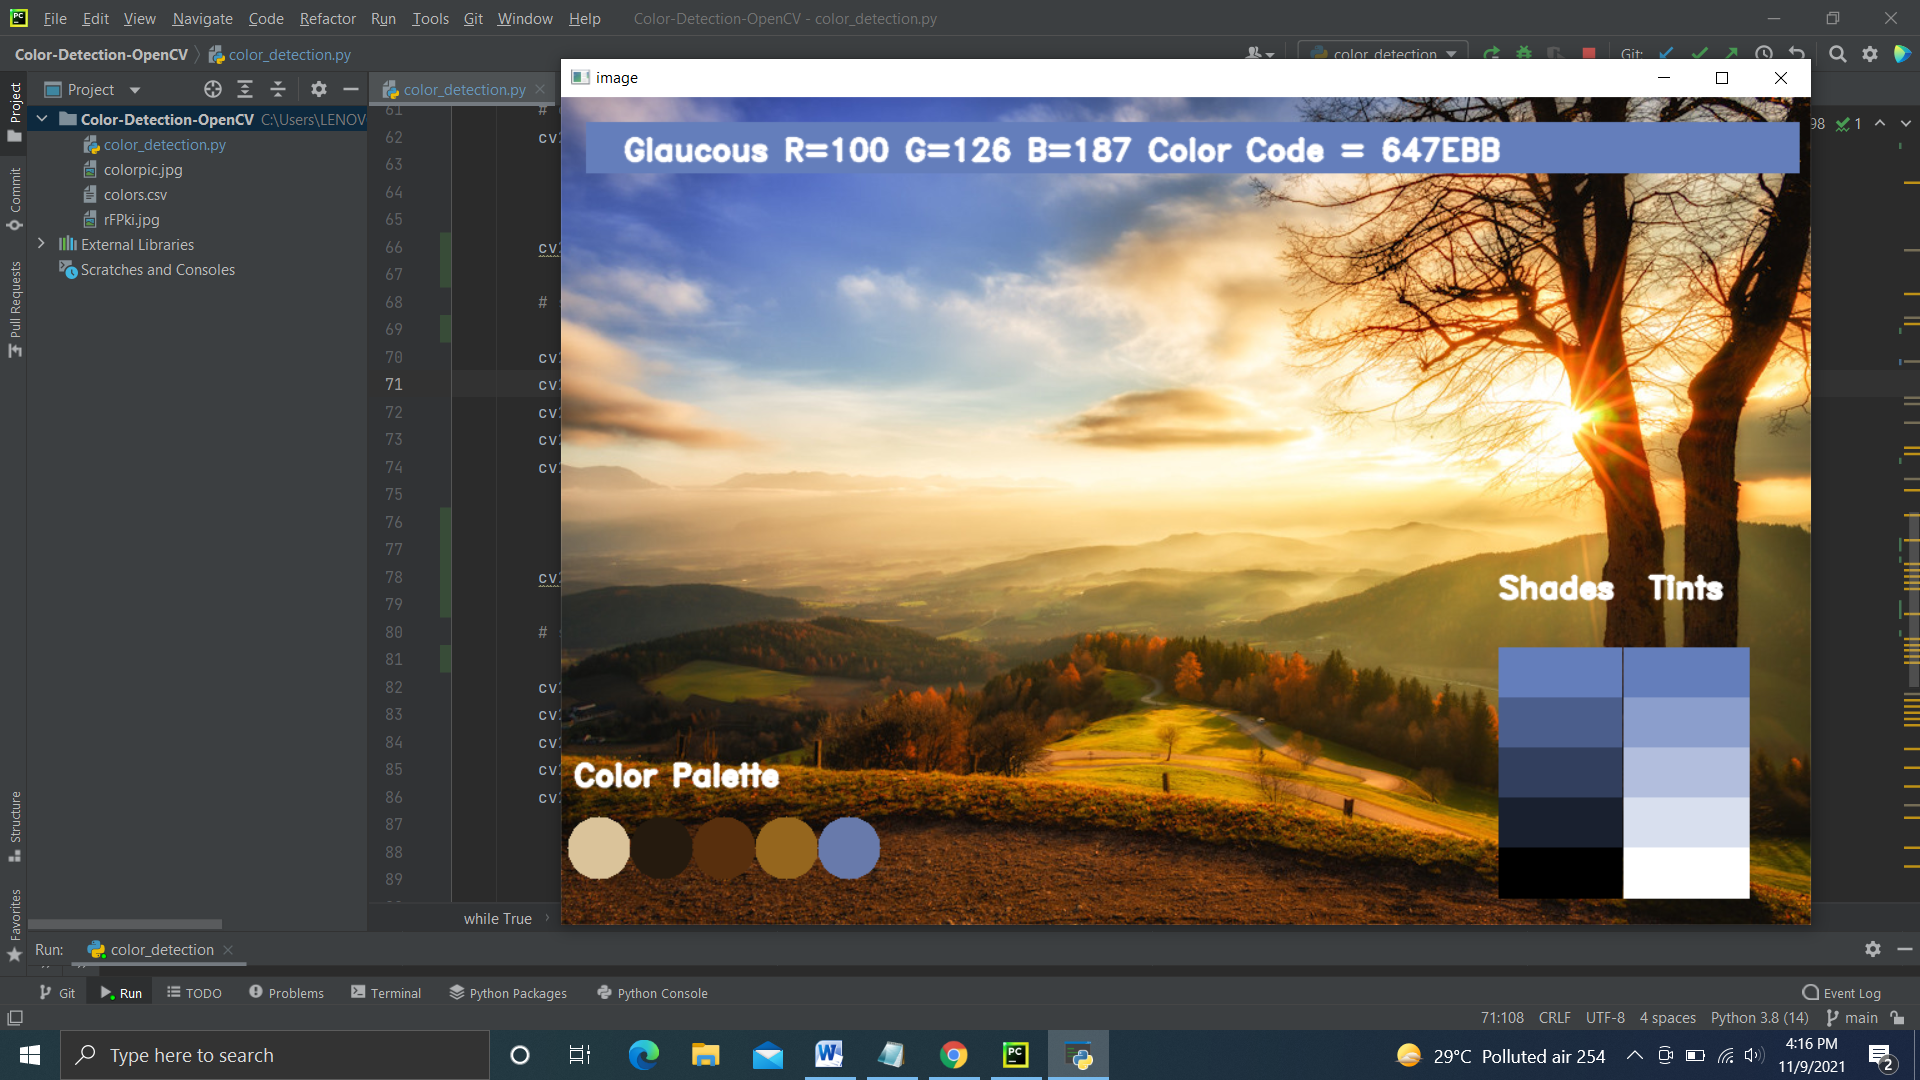 File Edit View Navigate Code Refactor Run Tools Git Window Help Color-Detection-OpenCV - color_detection.py
Color-Detection-OpenCV color_detection.py color_detection Git:
Project
color_detection.py
image
Color-Detection-OpenCV C:\Users\LENOV
color_detection.py
colorpic.jpg
colors.csv
rFPki.jpg
External Libraries
Scratches and Consoles
Project
Commit
Pull Requests
Structure
Favorites
61 #
62 cv
63
64
65
66 cv
67
68 #
69
70 cv
71 cv
72 cv
73 cv
74 cv
75
76
77
78 cv
79
80 #
81
82 cv
83 cv
84 cv
85 cv
86 cv
87
88
89
while True
98 1
Glaucous R=100 G=126 B=187 Color Code = 647EBB
Shades Tints
Color Palette
Run: color_detection
Git Run TODO Problems Terminal Python Packages Python Console Event Log
71:108 CRLF UTF-8 4 spaces Python 3.8 (14) main
Type here to search
29°C Polluted air 254
4:16 PM
11/9/2021
2